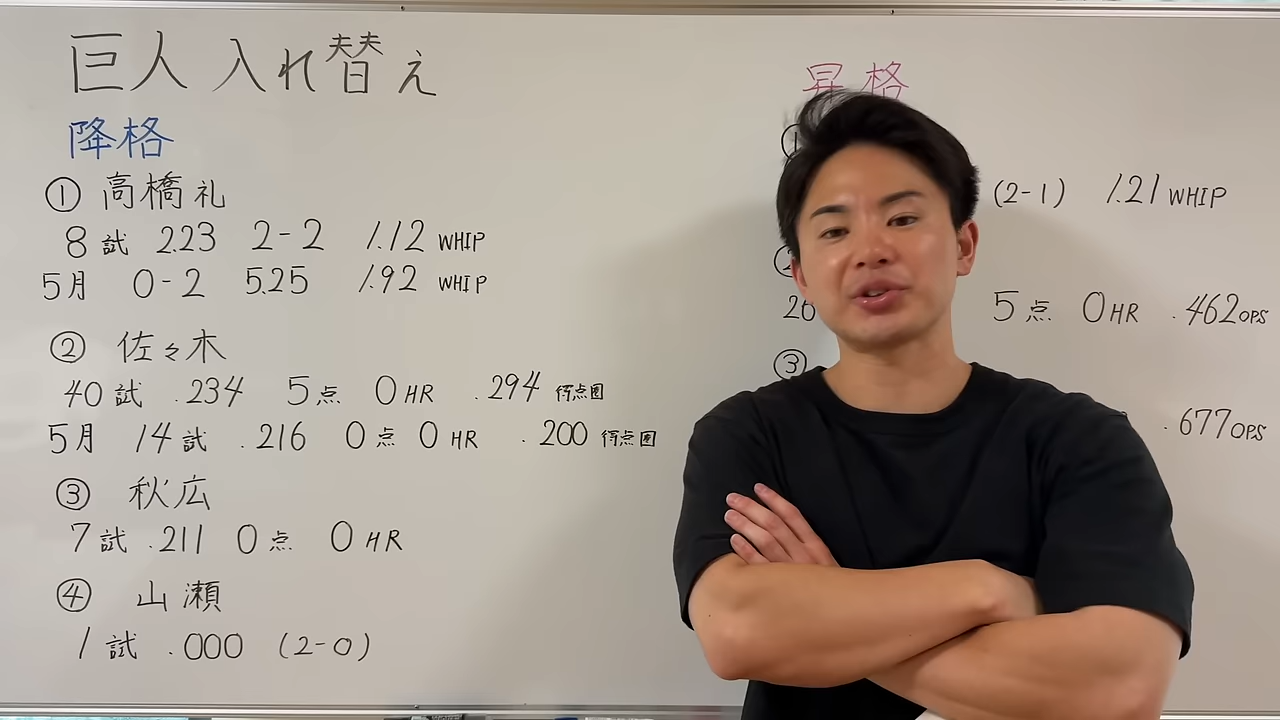 巨人 入れ替え
降格
① 高橋礼
8試 2.23 2-2 1.12 WHIP
5月 0-2 5.25 1.92 WHIP
② 佐々木
40試 .234 5点 0HR .294 得点圏
5月 14試 .216 0点 0HR .200 得点圏
③ 秋広
7試 .211 0点 0HR
④ 山瀬
1試 .000 (2-0)
昇格
(2-1) 1.21 WHIP
5点 0HR .462 OPS
③
.677 OPS